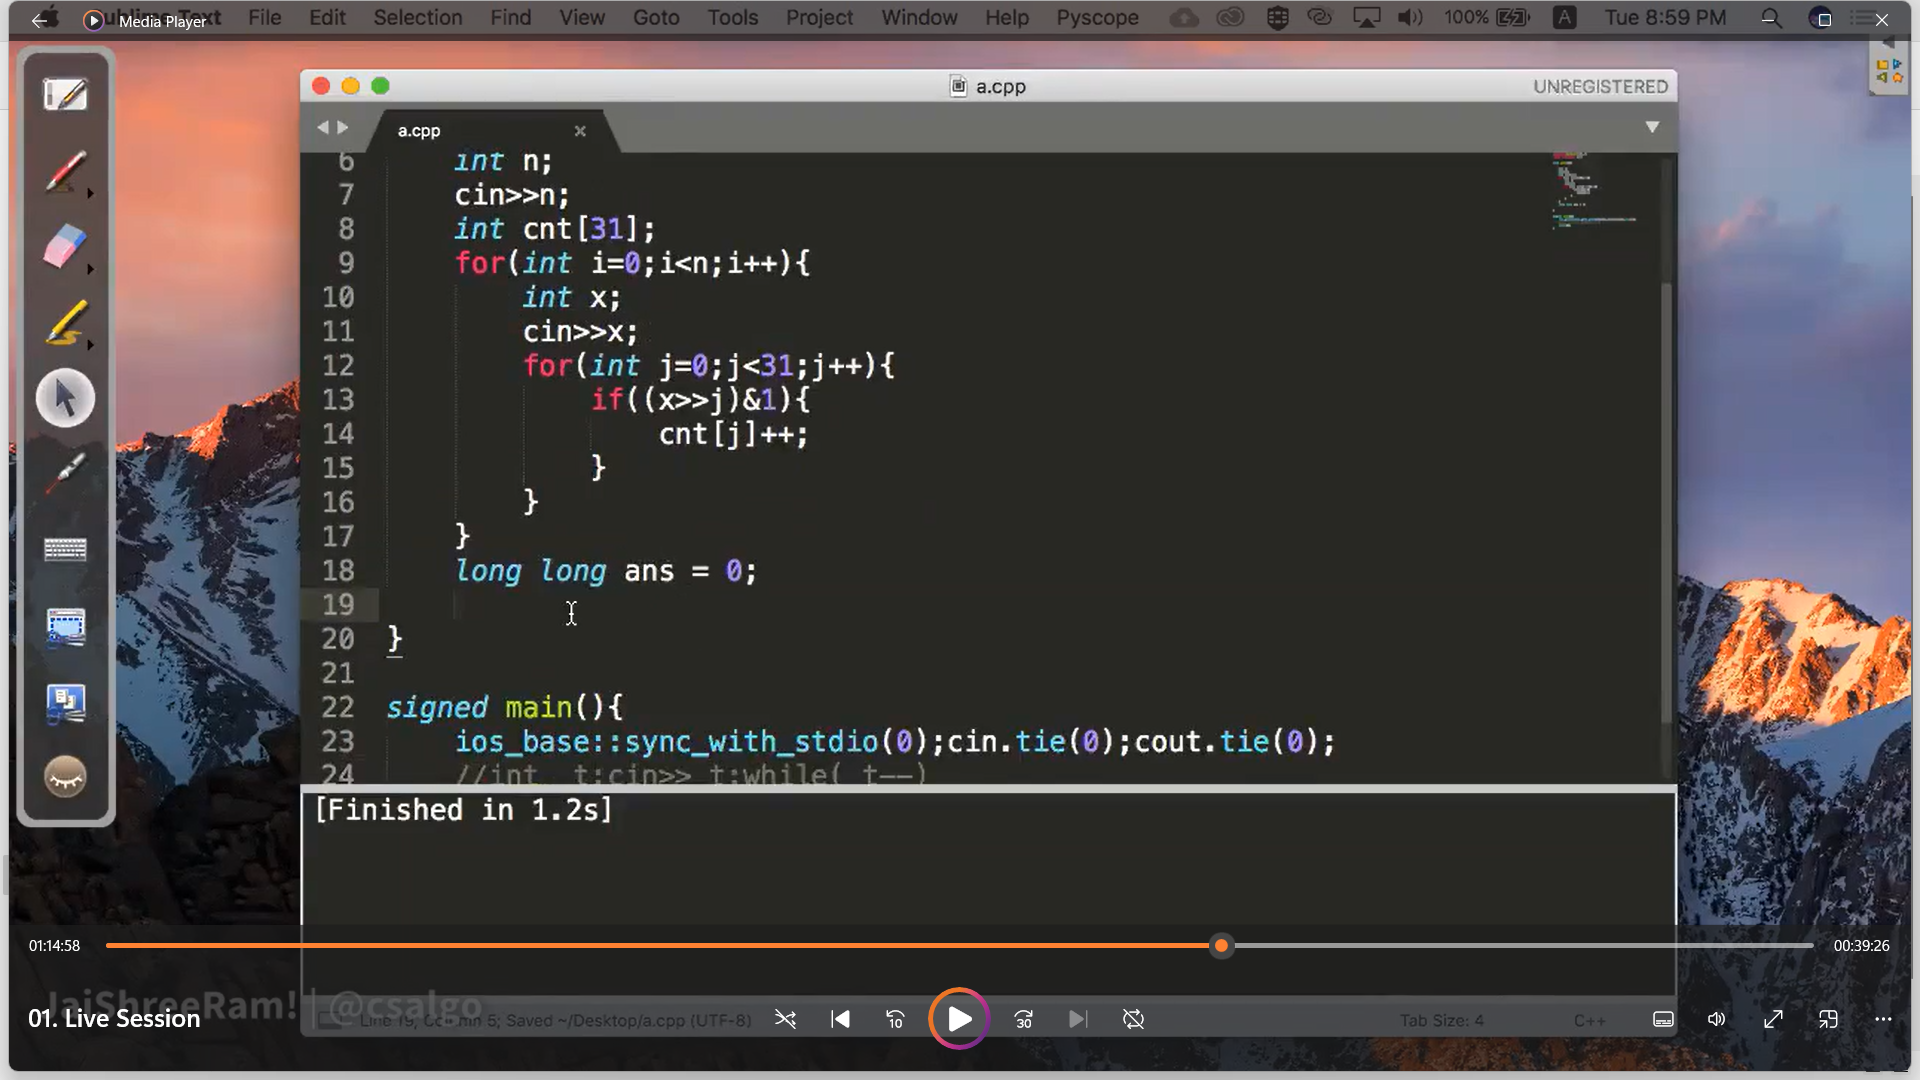 Sublime Text File Edit Selection Find View Goto Tools Project Window Help Pyscope 100% A Tue 8:59 PM
Media Player
a.cpp
UNREGISTERED
a.cpp
6 int n;
7 cin>>n;
8 int cnt[31];
9 for(int i=0;i<n;i++){
10 int x;
11 cin>>x;
12 for(int j=0;j<31;j++){
13 if((x>>j)&1){
14 cnt[j]++;
15 }
16 }
17 }
18 long long ans = 0;
19
20 }
21
22 signed main(){
23 ios_base::sync_with_stdio(0);cin.tie(0);cout.tie(0);
24 //int _t;cin>>_t;while(_t--)
[Finished in 1.2s]
01:14:58
00:39:26
JaiShreeRam! | @csalgo
01. Live Session
Line 19, Column 5; Saved ~/Desktop/a.cpp (UTF-8)
10
30
Tab Size: 4
C++